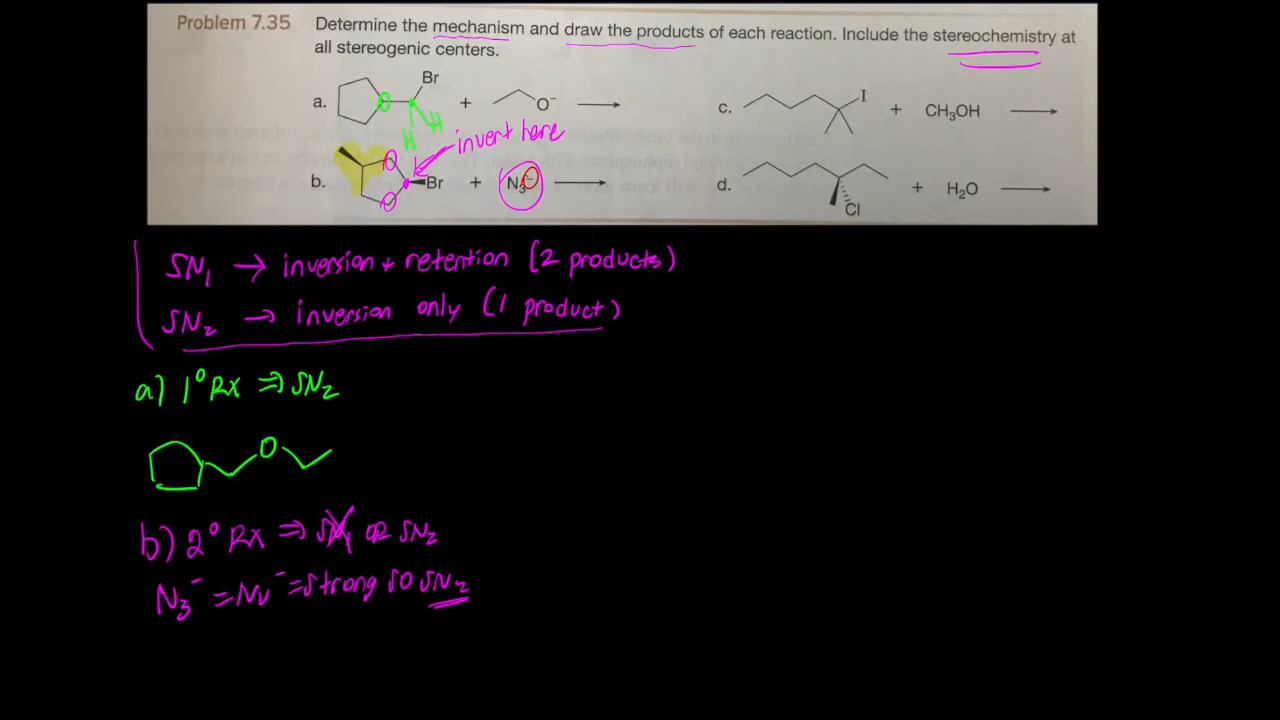 Problem 7.35 Determine the mechanism and draw the products of each reaction. Include the stereochemistry at
all stereogenic centers.
Br
a. + O⁻
H
H
invert here
b. Br + N₃⁻
I
c. + CH₃OH
d. + H₂O
Cl
SN₁ → inversion + retention (2 products)
SN₂ → inversion only (1 product)
a) 1° RX ⇒ SN₂
O
b) 2° RX ⇒ SN₁ or SN₂
N₃⁻ = Nu⁻ = strong so SN₂